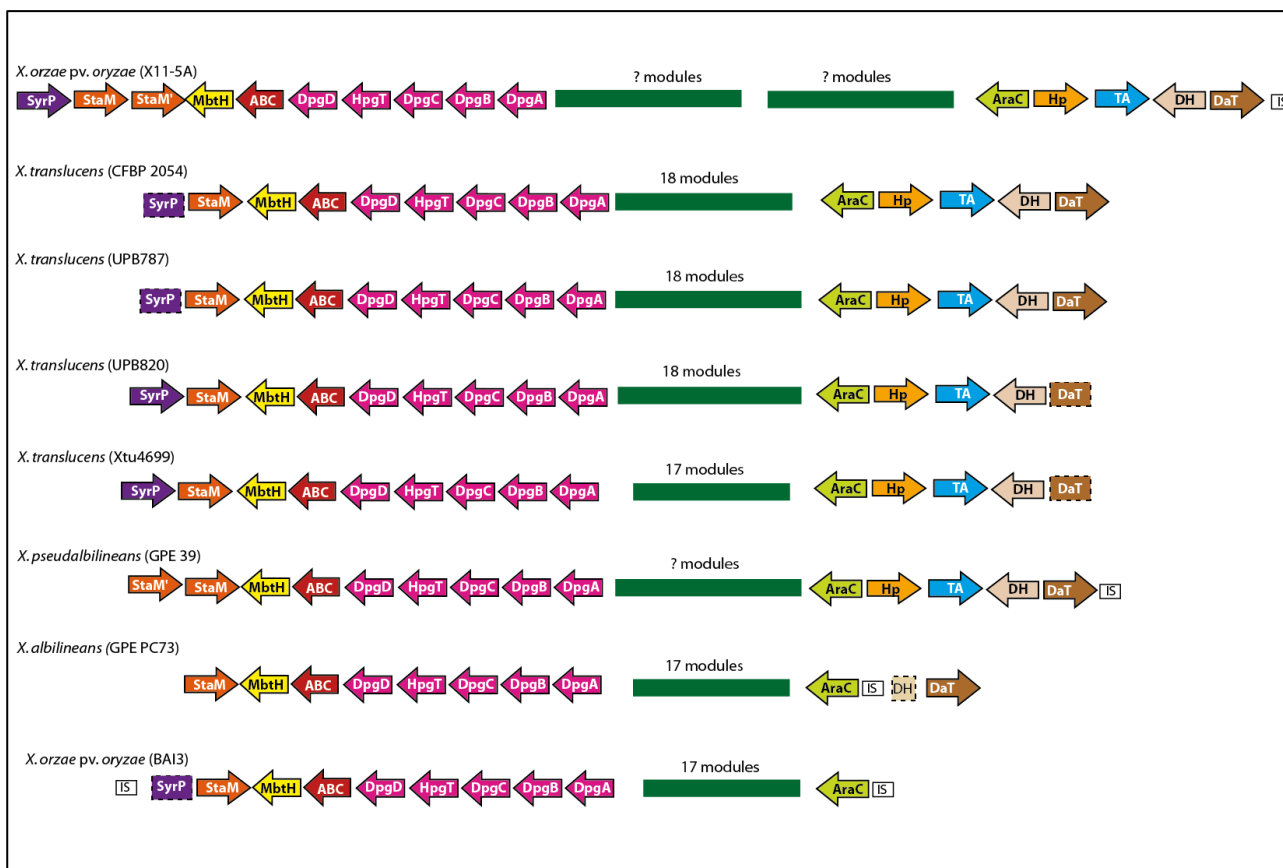 X. orzae pv. oryzae (X11-5A)
? modules ? modules
SyrP StaM StaM' MbtH ABC DpgD HpgT DpgC DpgB DpgA AraC Hp TA DH DaT IS
X. translucens (CFBP 2054)
18 modules
SyrP StaM MbtH ABC DpgD HpgT DpgC DpgB DpgA AraC Hp TA DH DaT
X. translucens (UPB787)
18 modules
SyrP StaM MbtH ABC DpgD HpgT DpgC DpgB DpgA AraC Hp TA DH DaT
X. translucens (UPB820)
18 modules
SyrP StaM MbtH ABC DpgD HpgT DpgC DpgB DpgA AraC Hp TA DH DaT
X. translucens (Xtu4699)
17 modules
SyrP StaM MbtH ABC DpgD HpgT DpgC DpgB DpgA AraC Hp TA DH DaT
X. pseudalbilineans (GPE 39)
? modules
StaM' StaM MbtH ABC DpgD HpgT DpgC DpgB DpgA AraC Hp TA DH DaT IS
X. albilineans (GPE PC73)
17 modules
StaM MbtH ABC DpgD HpgT DpgC DpgB DpgA AraC IS DH DaT
X. orzae pv. oryzae (BAI3)
17 modules
IS SyrP StaM MbtH ABC DpgD HpgT DpgC DpgB DpgA AraC IS